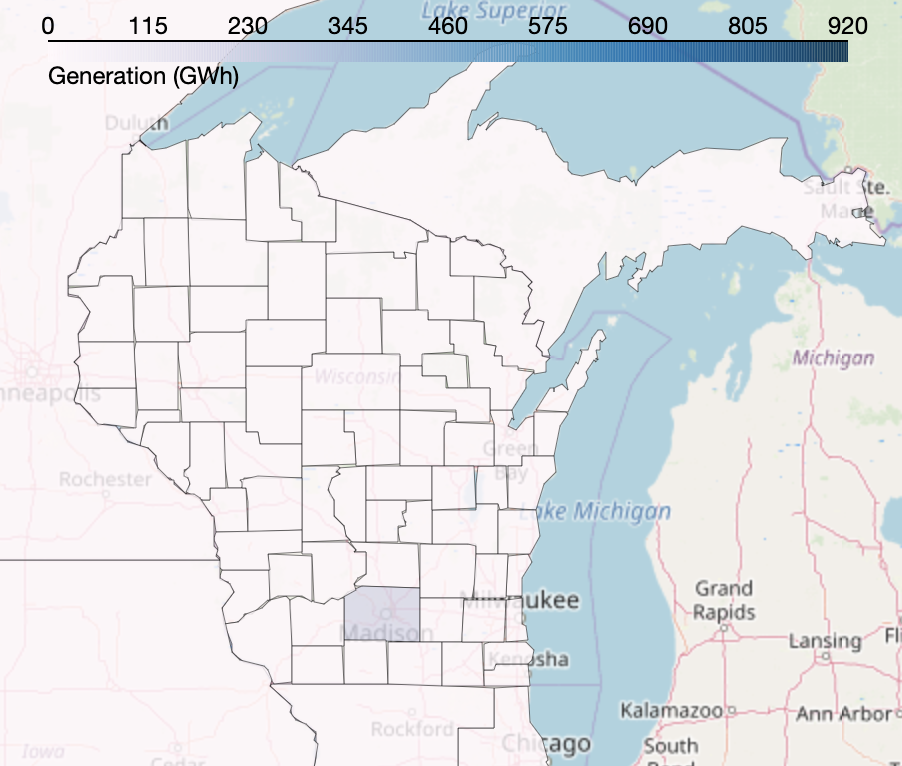 Lake Superior
0 115 230 345 460 575 690 805 920
Generation (GWh)
Duluth
Sault Ste.
Marie
Michigan
Wisconsin
nneapolis
Green
Bay
Rochester
Lake Michigan
Grand
Rapids
Milwaukee
Madison
Lansing
Fli
Kenosha
Kalamazoo
Ann Arbor
Rockford
Chicago
South
Bend
Iowa
Cedar